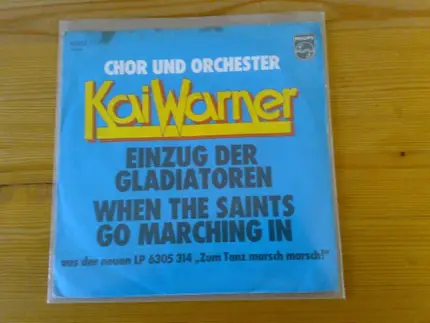 PHILIPS
CHOR UND ORCHESTER
Kai Warner
EINZUG DER
GLADIATOREN
WHEN THE SAINTS
GO MARCHING IN
aus der neuen LP 6305 314 „Zum Tanz marsch marsch!"